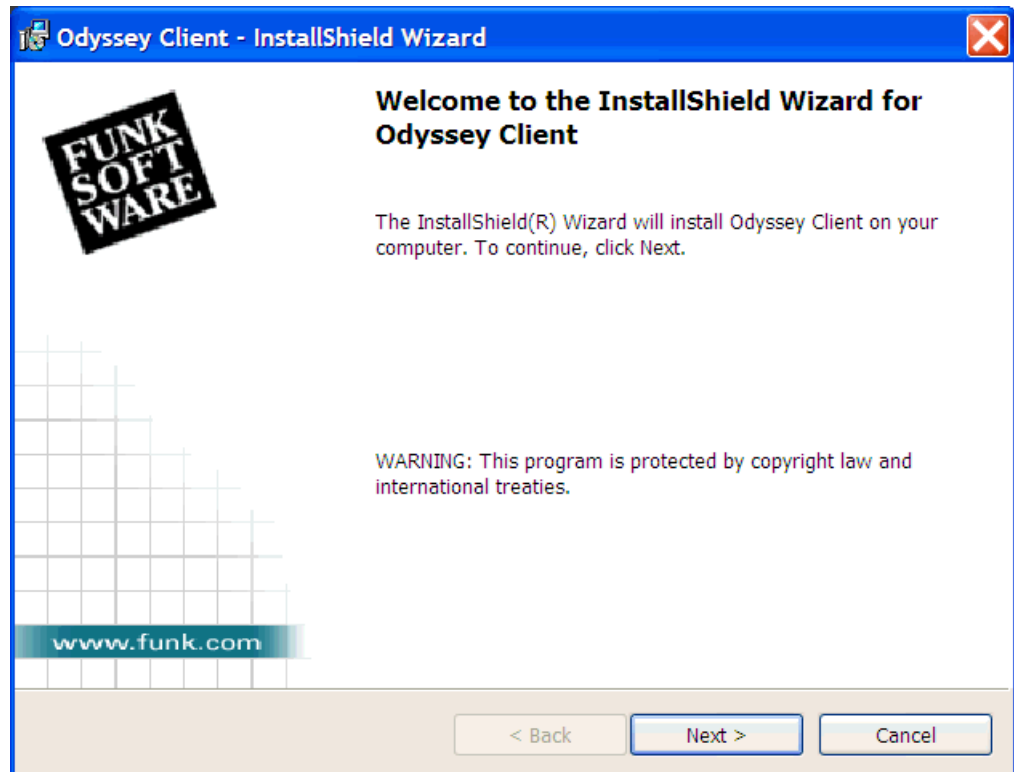 Odyssey Client - InstallShield Wizard
FUNK
SOFT
WARE
Welcome to the InstallShield Wizard for
Odyssey Client
The InstallShield(R) Wizard will install Odyssey Client on your
computer. To continue, click Next.
WARNING: This program is protected by copyright law and
international treaties.
www.funk.com
< Back
Next >
Cancel